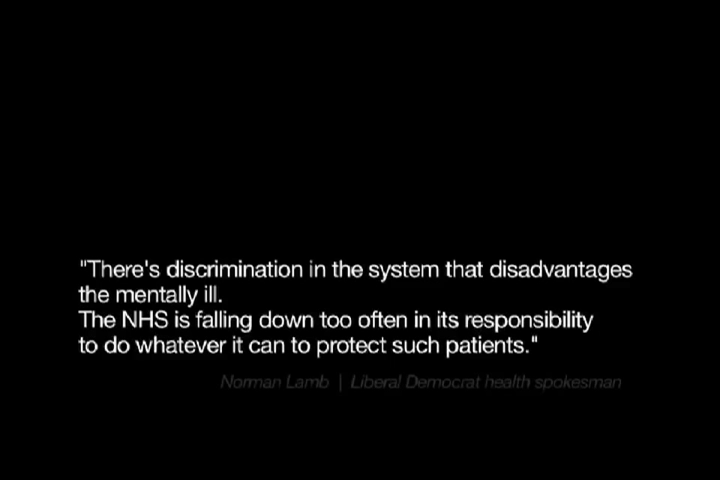 "There's discrimination in the system that disadvantages
the mentally ill.
The NHS is falling down too often in its responsibility
to do whatever it can to protect such patients."
Norman Lamb | Liberal Democrat health spokesman